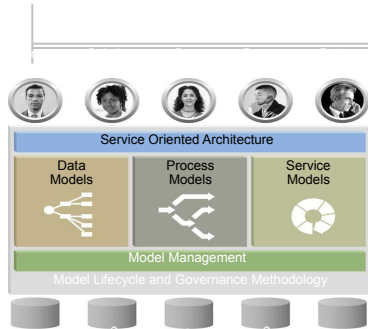 Service Oriented Architecture
Data
Models
Process
Models
Service
Models
Model Management
Model Lifecycle and Governance Methodology